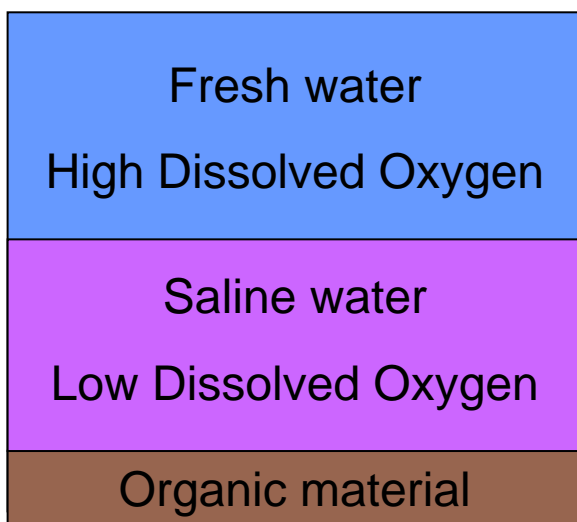 Fresh water
High Dissolved Oxygen
Saline water
Low Dissolved Oxygen
Organic material